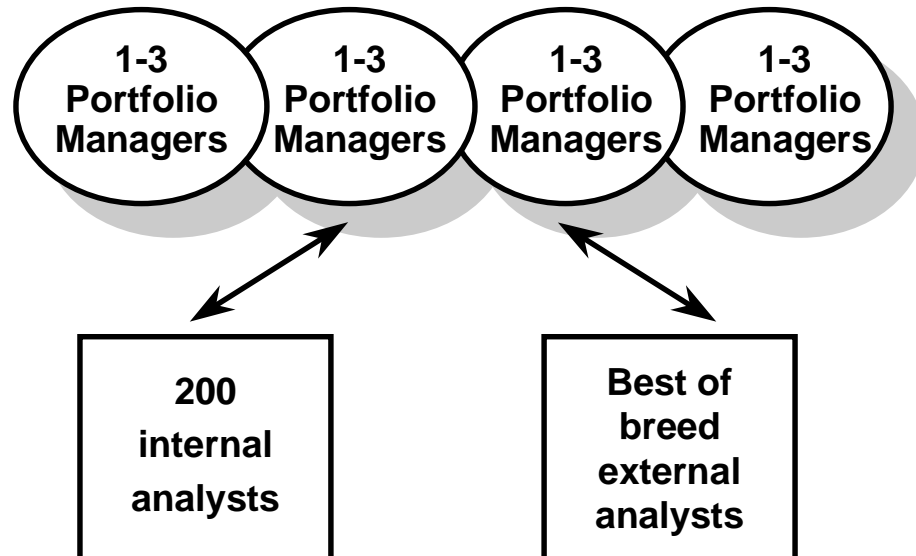 1-3
Portfolio
Managers
1-3
Portfolio
Managers
1-3
Portfolio
Managers
1-3
Portfolio
Managers
200
internal
analysts
Best of
breed
external
analysts